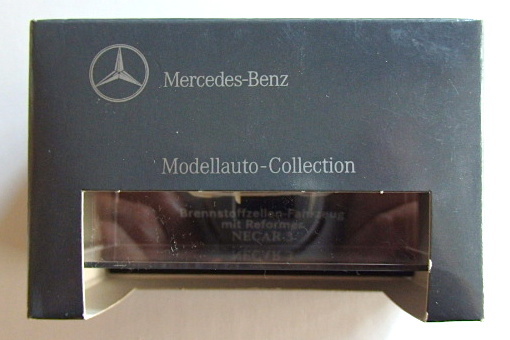 Mercedes-Benz
Modellauto-Collection
Brennstoffzellen-Fahrzeug
mit Reformer
NECAR-3